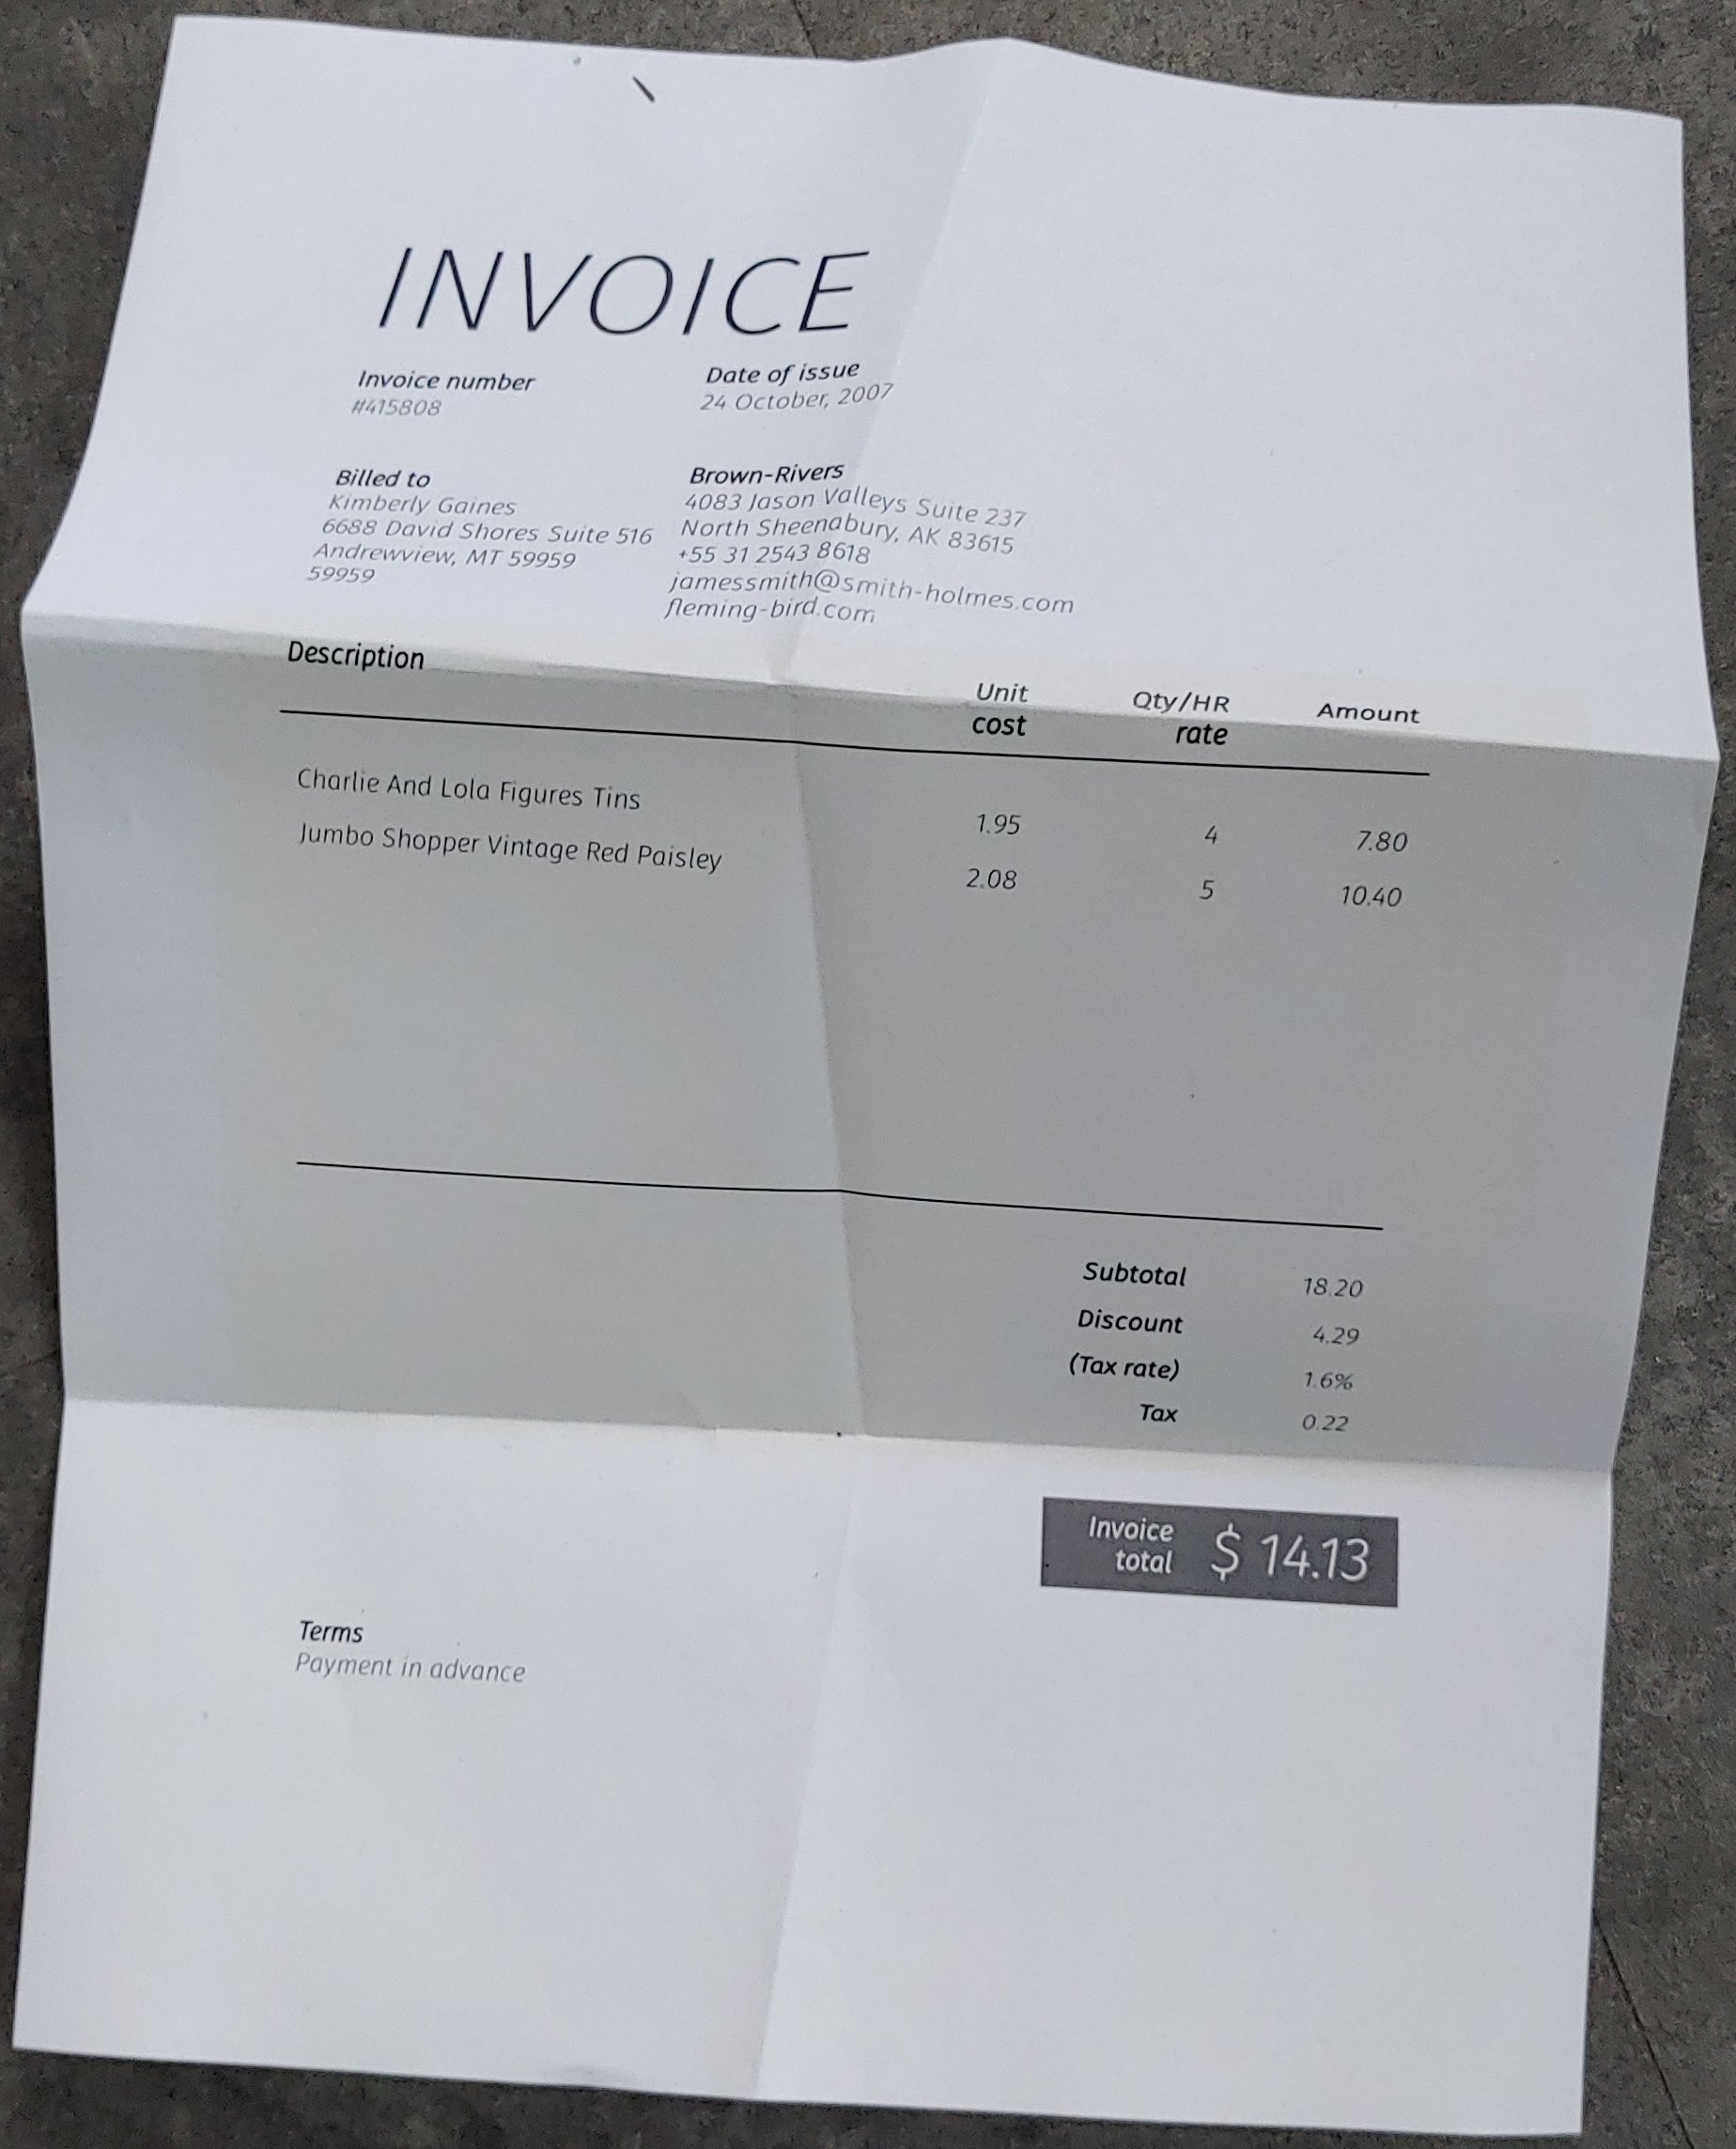 INVOICE
Invoice number
#415808
Date of issue
24 October, 2007
Billed to
Kimberly Gaines
6688 David Shores Suite 516
Andrewview, MT 59959
59959
Brown-Rivers
4083 Jason Valleys Suite 237
North Sheenabury, AK 83615
+55 31 2543 8618
jamessmith@smith-holmes.com
fleming-bird.com
Description Unit cost Qty/HR rate Amount
Charlie And Lola Figures Tins 1.95 4 7.80
Jumbo Shopper Vintage Red Paisley 2.08 5 10.40
Subtotal 18.20
Discount 4.29
(Tax rate) 1.6%
Tax 0.22
Invoice total $ 14.13
Terms
Payment in advance